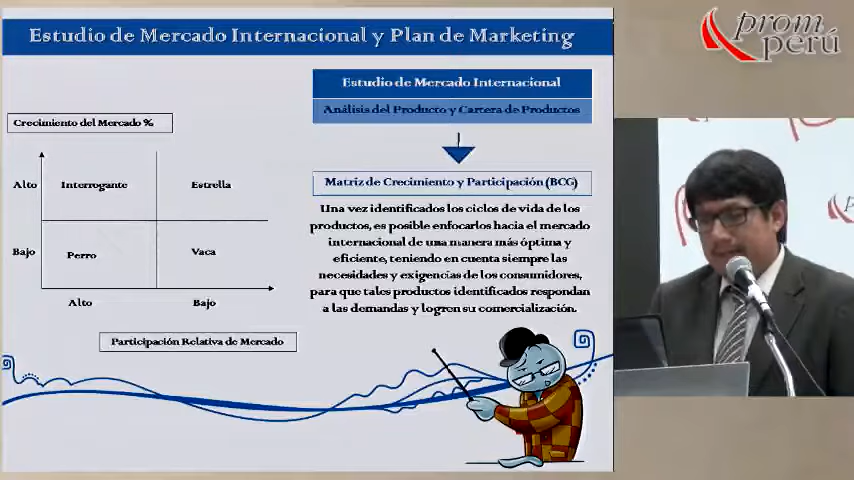 Estudio de Mercado Internacional y Plan de Marketing
prom
perú
Estudio de Mercado Internacional
Análisis del Producto y Cartera de Productos
Crecimiento del Mercado %
Matriz de Crecimiento y Participación (BCG)
Alto
Interrogante
Estrella
Una vez identificados los ciclos de vida de los
productos, es posible enfocarlos hacia el mercado
internacional de una manera más óptima y
eficiente, teniendo en cuenta siempre las
necesidades y exigencias de los consumidores,
para que tales productos identificados respondan
a las demandas y logren su comercialización.
Bajo
Perro
Vaca
Alto
Bajo
Participación Relativa de Mercado